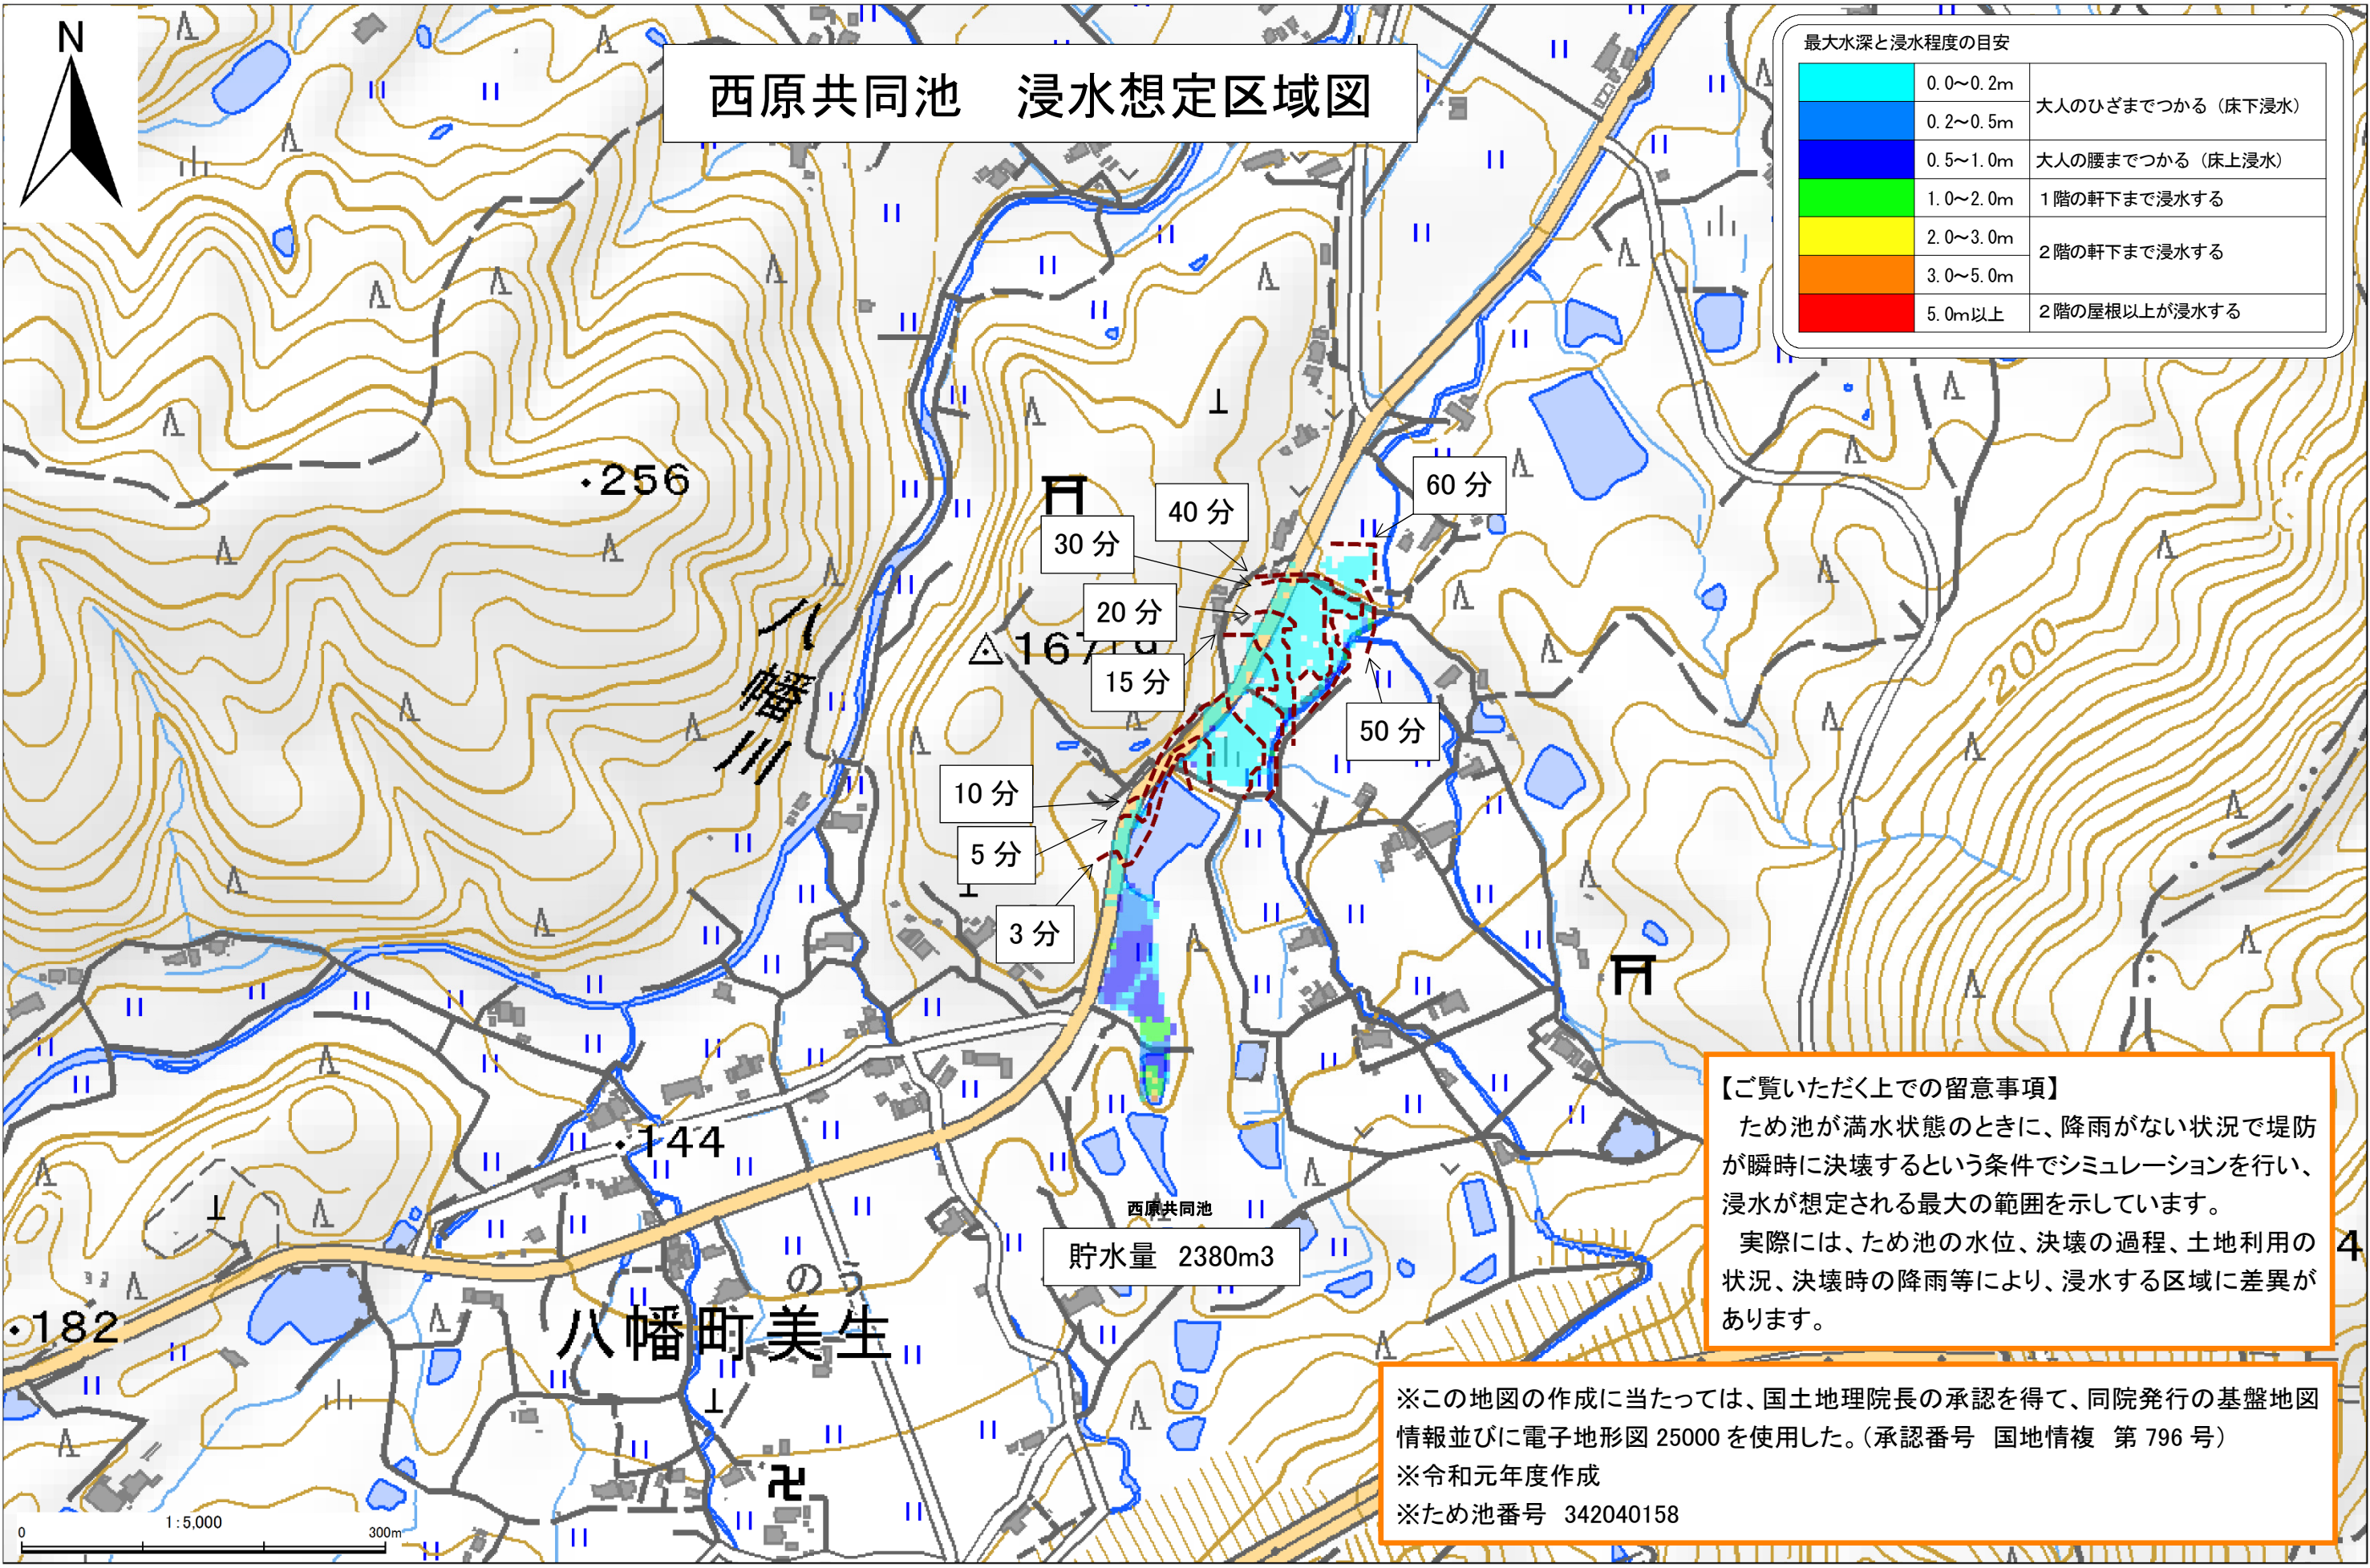 N
西原共同池　浸水想定区域図
最大水深と浸水程度の目安
0.0～0.2m
大人のひざまでつかる（床下浸水）
0.2～0.5m
0.5～1.0m
大人の腰までつかる（床上浸水）
1.0～2.0m
1階の軒下まで浸水する
2.0～3.0m
2階の軒下まで浸水する
3.0～5.0m
5.0m以上
2階の屋根以上が浸水する
・256
60 分
40 分
30 分
20 分
15 分
50 分
10 分
5 分
3 分
八幡川
200
・144
西原共同池
貯水量　2380m3
のう
八幡町美生
・182
【ご覧いただく上での留意事項】
ため池が満水状態のときに、降雨がない状況で堤防
が瞬時に決壊するという条件でシミュレーションを行い、
浸水が想定される最大の範囲を示しています。
実際には、ため池の水位、決壊の過程、土地利用の
状況、決壊時の降雨等により、浸水する区域に差異が
あります。
4
※この地図の作成に当たっては、国土地理院長の承認を得て、同院発行の基盤地図
情報並びに電子地形図 25000 を使用した。（承認番号　国地情複　第 796 号）
※令和元年度作成
※ため池番号　342040158
1:5,000
0　300m